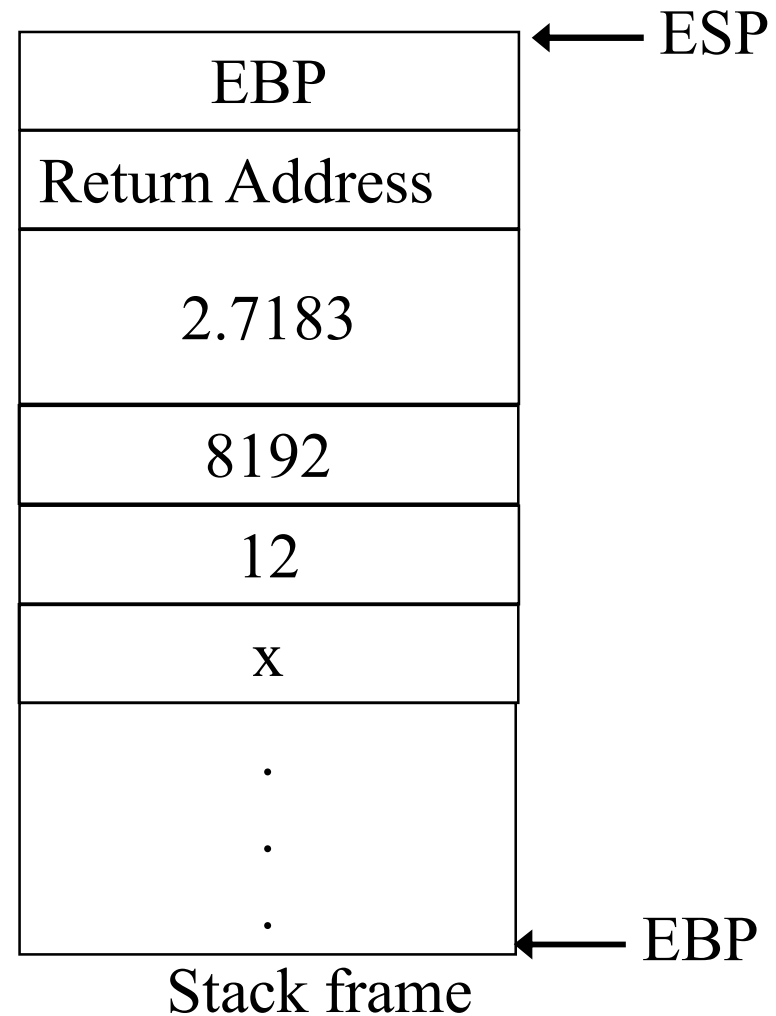 ESP
EBP
Return Address
2.7183
8192
12
x
.
.
.
EBP
Stack frame